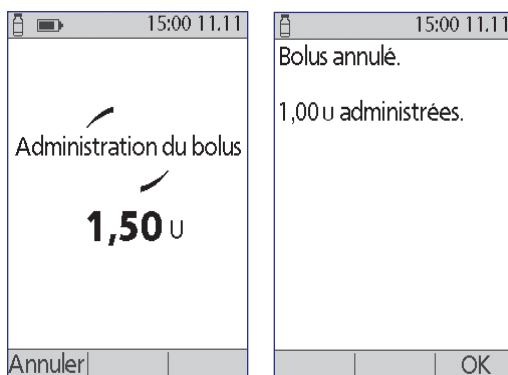 15:00 11.11
Administration du bolus
1,50 U
Annuler
15:00 11.11
Bolus annulé.
1,00 U administrées.
OK